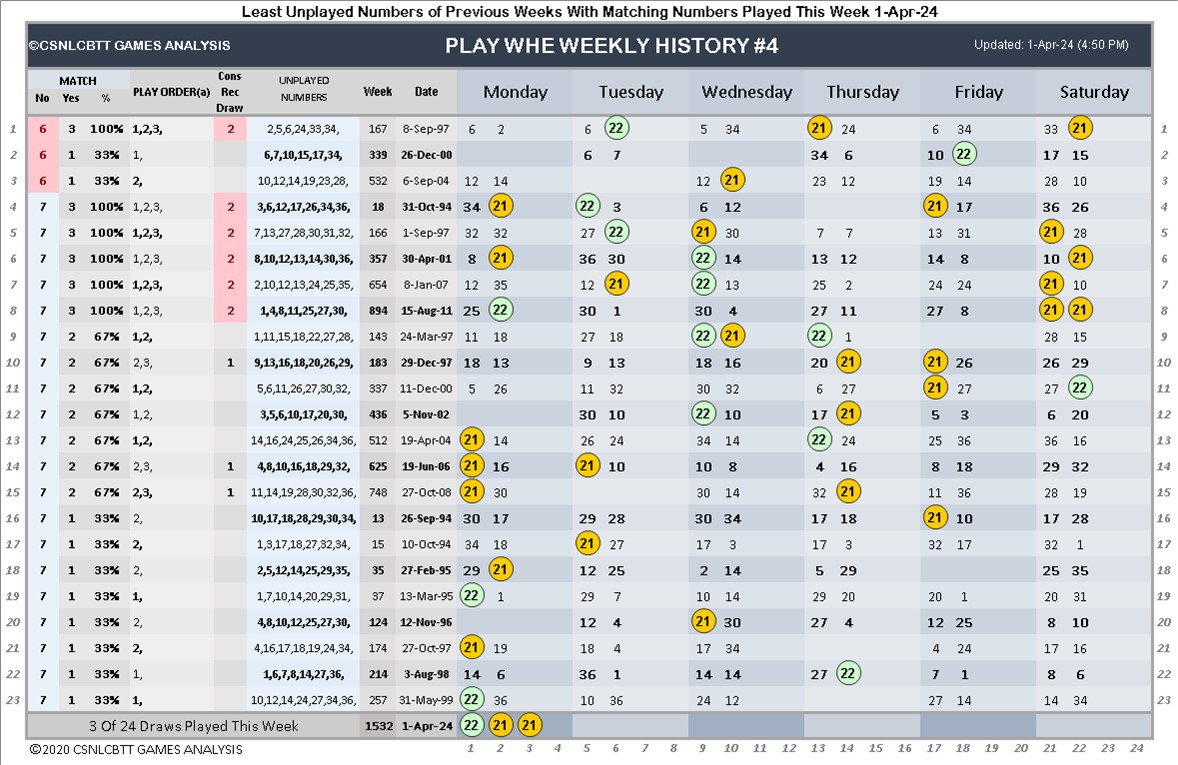 Least Unplayed Numbers of Previous Weeks With Matching Numbers Played This Week 1-Apr-24
©CSNLCBTT GAMES ANALYSIS PLAY WHE WEEKLY HISTORY #4 Updated: 1-Apr-24 (4:50 PM)
MATCH PLAY ORDER(a) Cons Rec Draw UNPLAYED NUMBERS Week Date Monday Tuesday Wednesday Thursday Friday Saturday
No Yes %
1 6 3 100% 1,2,3, 2 2,5,6,24,33,34, 167 8-Sep-97 6 2 6 22 5 34 21 24 6 34 33 21 1
2 6 1 33% 1, 6,7,10,15,17,34, 339 26-Dec-00 6 7 34 6 10 22 17 15 2
3 6 1 33% 2, 10,12,14,19,23,28, 532 6-Sep-04 12 14 12 21 23 12 19 14 28 10 3
4 7 3 100% 1,2,3, 2 3,6,12,17,26,34,36, 18 31-Oct-94 34 21 22 3 6 12 21 17 36 26 4
5 7 3 100% 1,2,3, 2 7,13,27,28,30,31,32, 166 1-Sep-97 32 32 27 22 21 30 7 7 13 31 21 28 5
6 7 3 100% 1,2,3, 2 8,10,12,13,14,30,36, 357 30-Apr-01 8 21 36 30 22 14 13 12 14 8 10 21 6
7 7 3 100% 1,2,3, 2 2,10,12,13,24,25,35, 654 8-Jan-07 12 35 12 21 22 13 25 2 24 24 21 10 7
8 7 3 100% 1,2,3, 2 1,4,8,11,25,27,30, 894 15-Aug-11 25 22 30 1 30 4 27 11 27 8 21 21 8
9 7 2 67% 1,2, 1,11,15,18,22,27,28, 143 24-Mar-97 11 18 27 18 22 21 22 1 28 15 9
10 7 2 67% 2,3, 1 9,13,16,18,20,26,29, 183 29-Dec-97 18 13 9 13 18 16 20 21 21 26 26 29 10
11 7 2 67% 1,2, 5,6,11,26,27,30,32, 337 11-Dec-00 5 26 11 32 30 32 6 27 21 27 27 22 11
12 7 2 67% 1,2, 3,5,6,10,17,20,30, 436 5-Nov-02 30 10 22 10 17 21 5 3 6 20 12
13 7 2 67% 1,2, 14,16,24,25,26,34,36, 512 19-Apr-04 21 14 26 24 34 14 22 24 25 36 36 16 13
14 7 2 67% 2,3, 1 4,8,10,16,18,29,32, 625 19-Jun-06 21 16 21 10 10 8 4 16 8 18 29 32 14
15 7 2 67% 2,3, 1 11,14,19,28,30,32,36, 748 27-Oct-08 21 30 30 14 32 21 11 36 28 19 15
16 7 1 33% 2, 10,17,18,28,29,30,34, 13 26-Sep-94 30 17 29 28 30 34 17 18 21 10 17 28 16
17 7 1 33% 2, 1,3,17,18,27,32,34, 15 10-Oct-94 34 18 21 27 17 3 17 3 32 17 32 1 17
18 7 1 33% 2, 2,5,12,14,25,29,35, 35 27-Feb-95 29 21 12 25 2 14 5 29 25 35 18
19 7 1 33% 1, 1,7,10,14,20,29,31, 37 13-Mar-95 22 1 29 7 10 14 29 20 20 1 20 31 19
20 7 1 33% 2, 4,8,10,12,25,27,30, 124 12-Nov-96 12 4 21 30 27 4 12 25 8 10 20
21 7 1 33% 2, 4,16,17,18,19,24,34, 174 27-Oct-97 21 19 18 4 17 34 4 24 17 16 21
22 7 1 33% 1, 1,6,7,8,14,27,36, 214 3-Aug-98 14 6 36 1 14 14 27 22 7 1 8 6 22
23 7 1 33% 1, 10,12,14,24,27,34,36, 257 31-May-99 22 36 10 36 24 12 27 14 14 34 23
3 Of 24 Draws Played This Week 1532 1-Apr-24 22 21 21
©2020 CSNLCBTT GAMES ANALYSIS 1 2 3 4 5 6 7 8 9 10 11 12 13 14 15 16 17 18 19 20 21 22 23 24